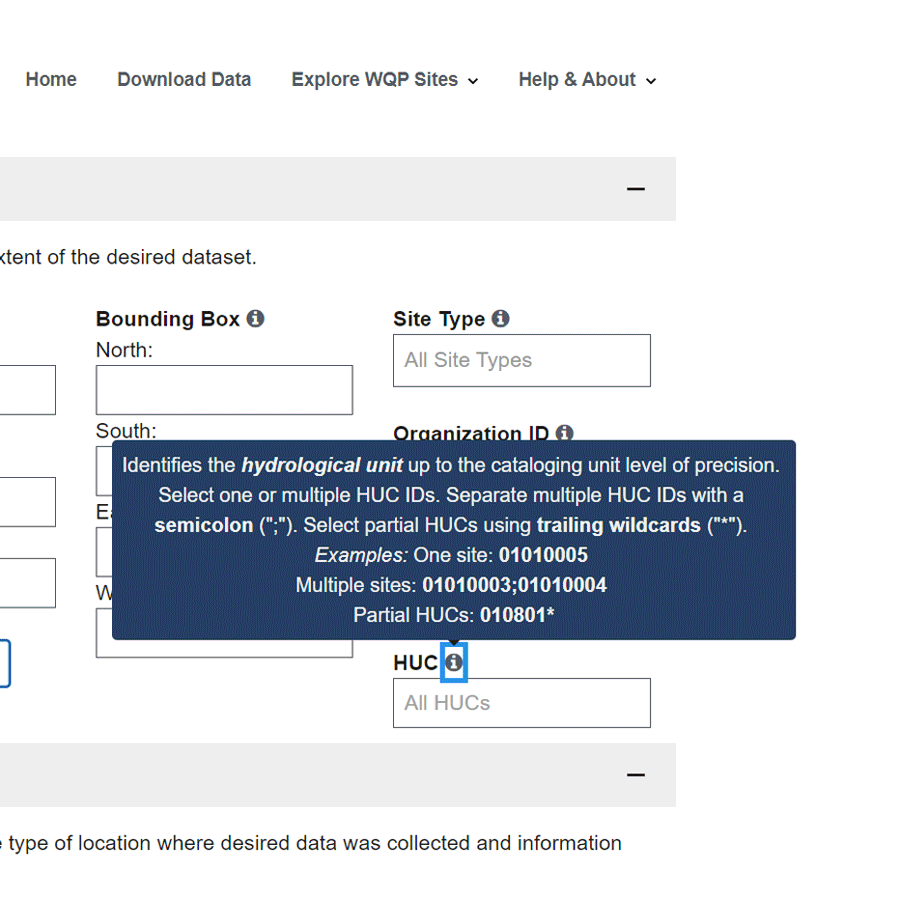 Home Download Data Explore WQP Sites Help & About
of the desired dataset.
Bounding Box Site Type
North:
All Site Types
South:
Organization ID
Identifies the hydrological unit up to the cataloging unit level of precision.
Select one or multiple HUC IDs. Separate multiple HUC IDs with a
semicolon (";"). Select partial HUCs using trailing wildcards ("*").
Examples: One site: 01010005
Multiple sites: 01010003;01010004
Partial HUCs: 010801*
HUC
All HUCs
type of location where desired data was collected and information